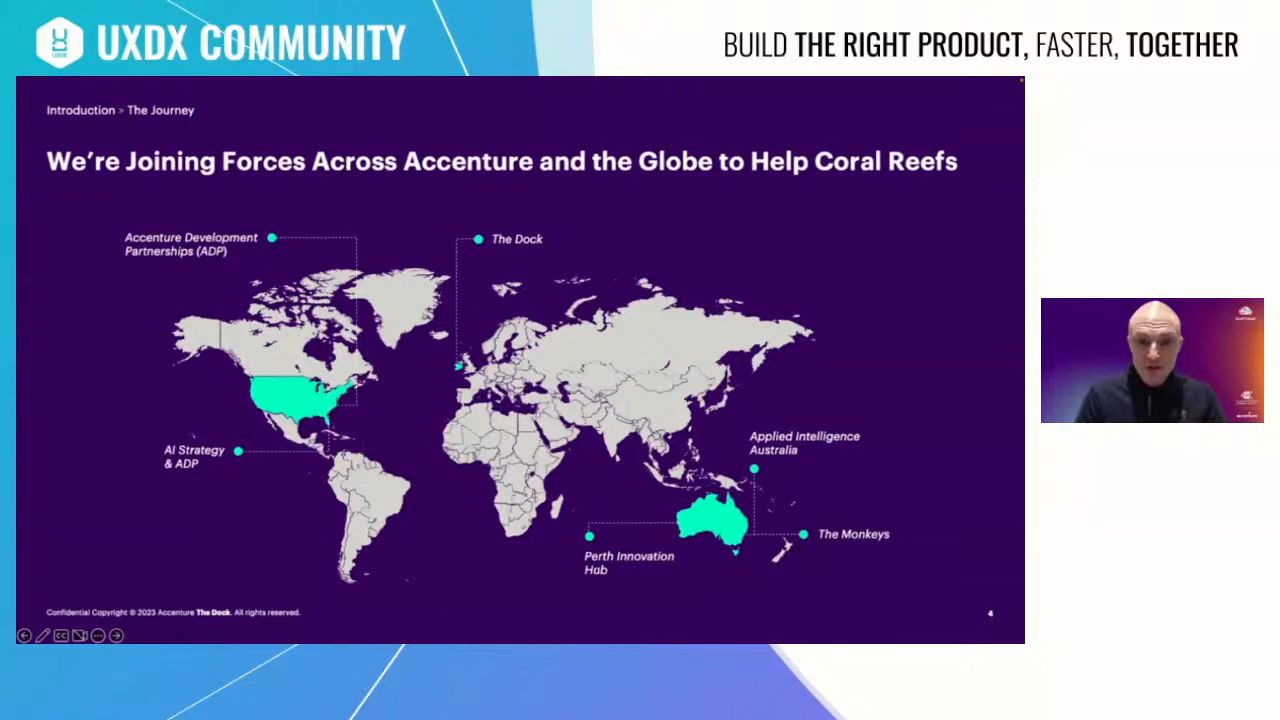 UXDX COMMUNITY
BUILD THE RIGHT PRODUCT, FASTER, TOGETHER
Introduction > The Journey
We're Joining Forces Across Accenture and the Globe to Help Coral Reefs
Accenture Development
Partnerships (ADP)
The Dock
AI Strategy
& ADP
Applied Intelligence
Australia
The Monkeys
Perth Innovation
Hub
Confidential Copyright © 2023 Accenture The Dock. All rights reserved.
4
CC